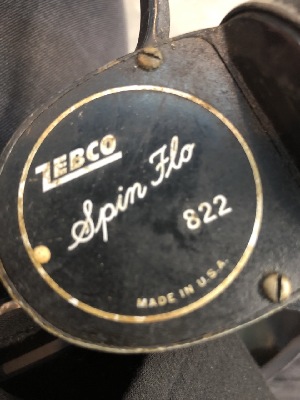 ZEBCO
Spin Flo
822
MADE IN U.S.A.